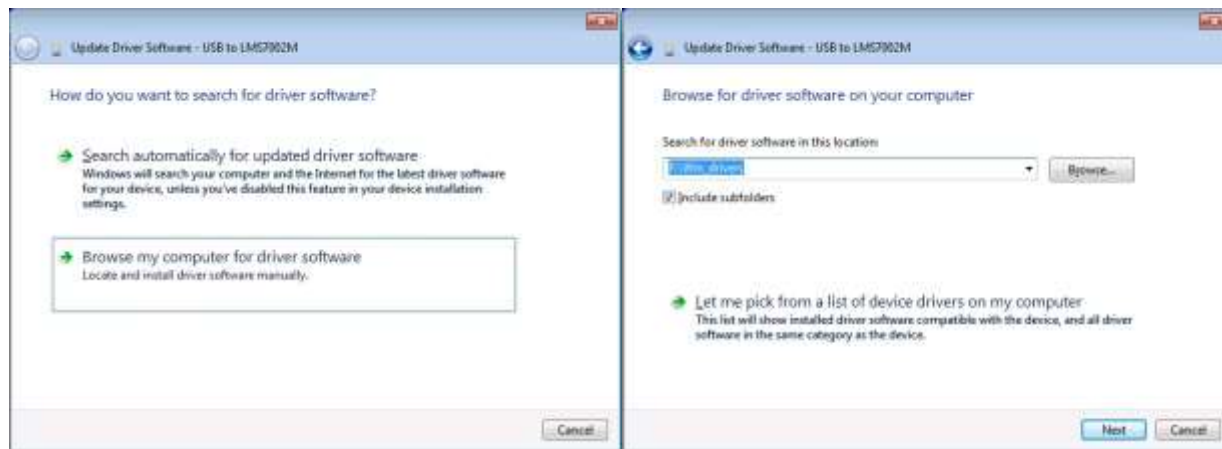 Update Driver Software - USB to LMS7002M
How do you want to search for driver software?
Search automatically for updated driver software
Windows will search your computer and the Internet for the latest driver software
for your device, unless you've disabled this feature in your device installation
settings.
Browse my computer for driver software
Locate and install driver software manually.
Cancel
Update Driver Software - USB to LMS7002M
Browse for driver software on your computer
Search for driver software in this location:
Browse...
Include subfolders
Let me pick from a list of device drivers on my computer
This list will show installed driver software compatible with the device, and all driver
software in the same category as the device.
Next
Cancel